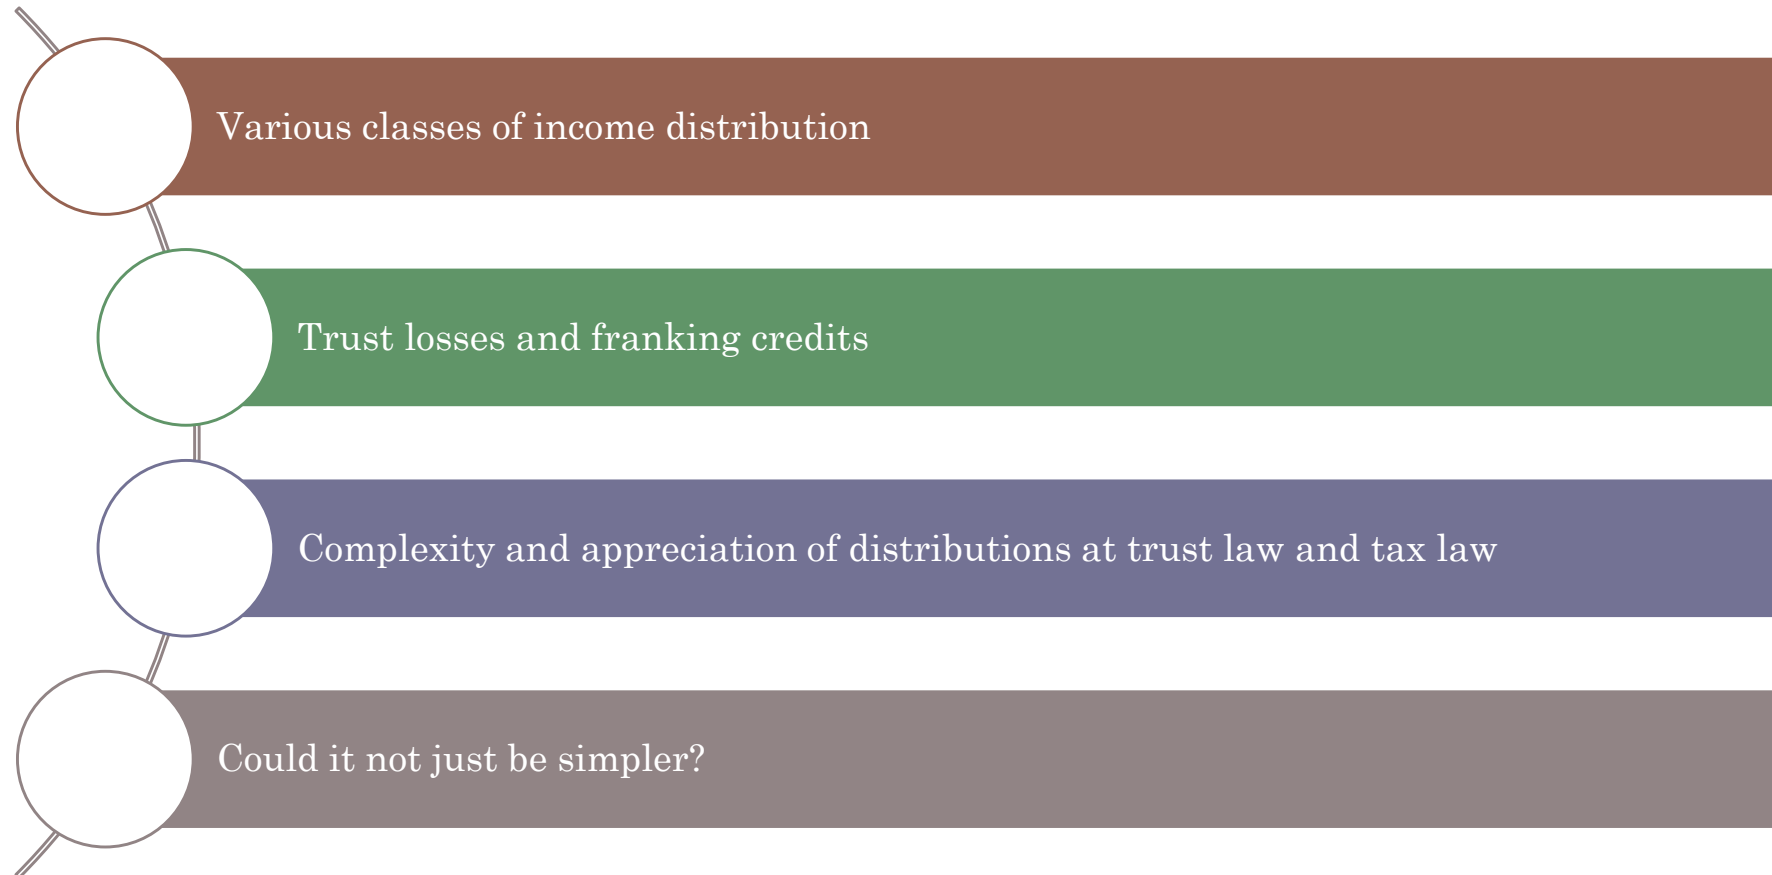 Various classes of income distribution
Trust losses and franking credits
Complexity and appreciation of distributions at trust law and tax law
Could it not just be simpler?